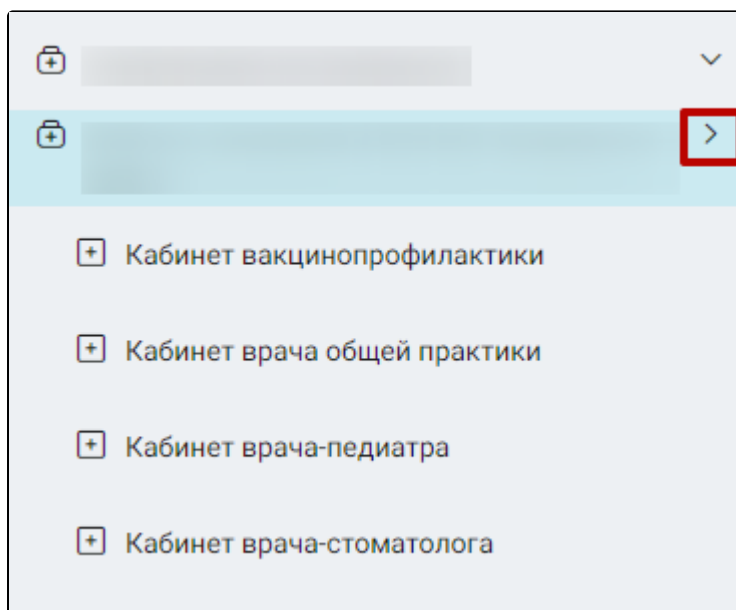 Кабинет вакцинопрофилактики
Кабинет врача общей практики
Кабинет врача-педиатра
Кабинет врача-стоматолога